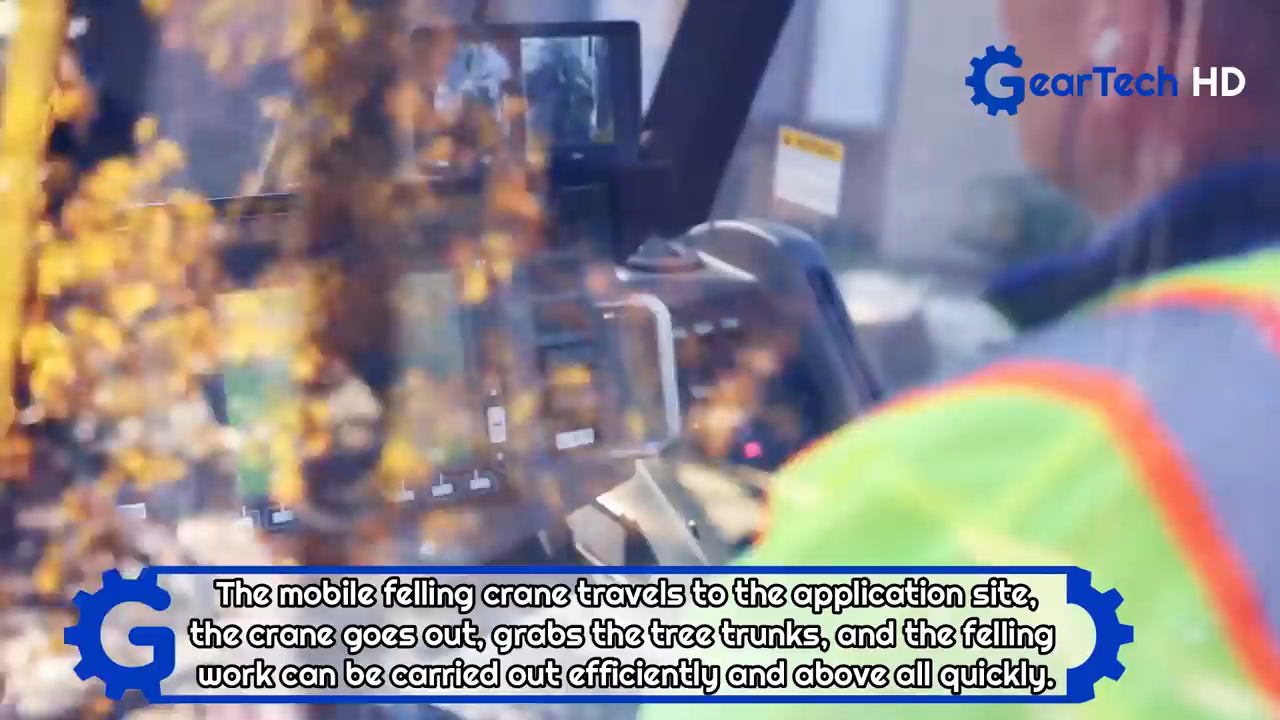 GearTech HD
The mobile felling crane travels to the application site,
the crane goes out, grabs the tree trunks, and the felling
work can be carried out efficiently and above all quickly.